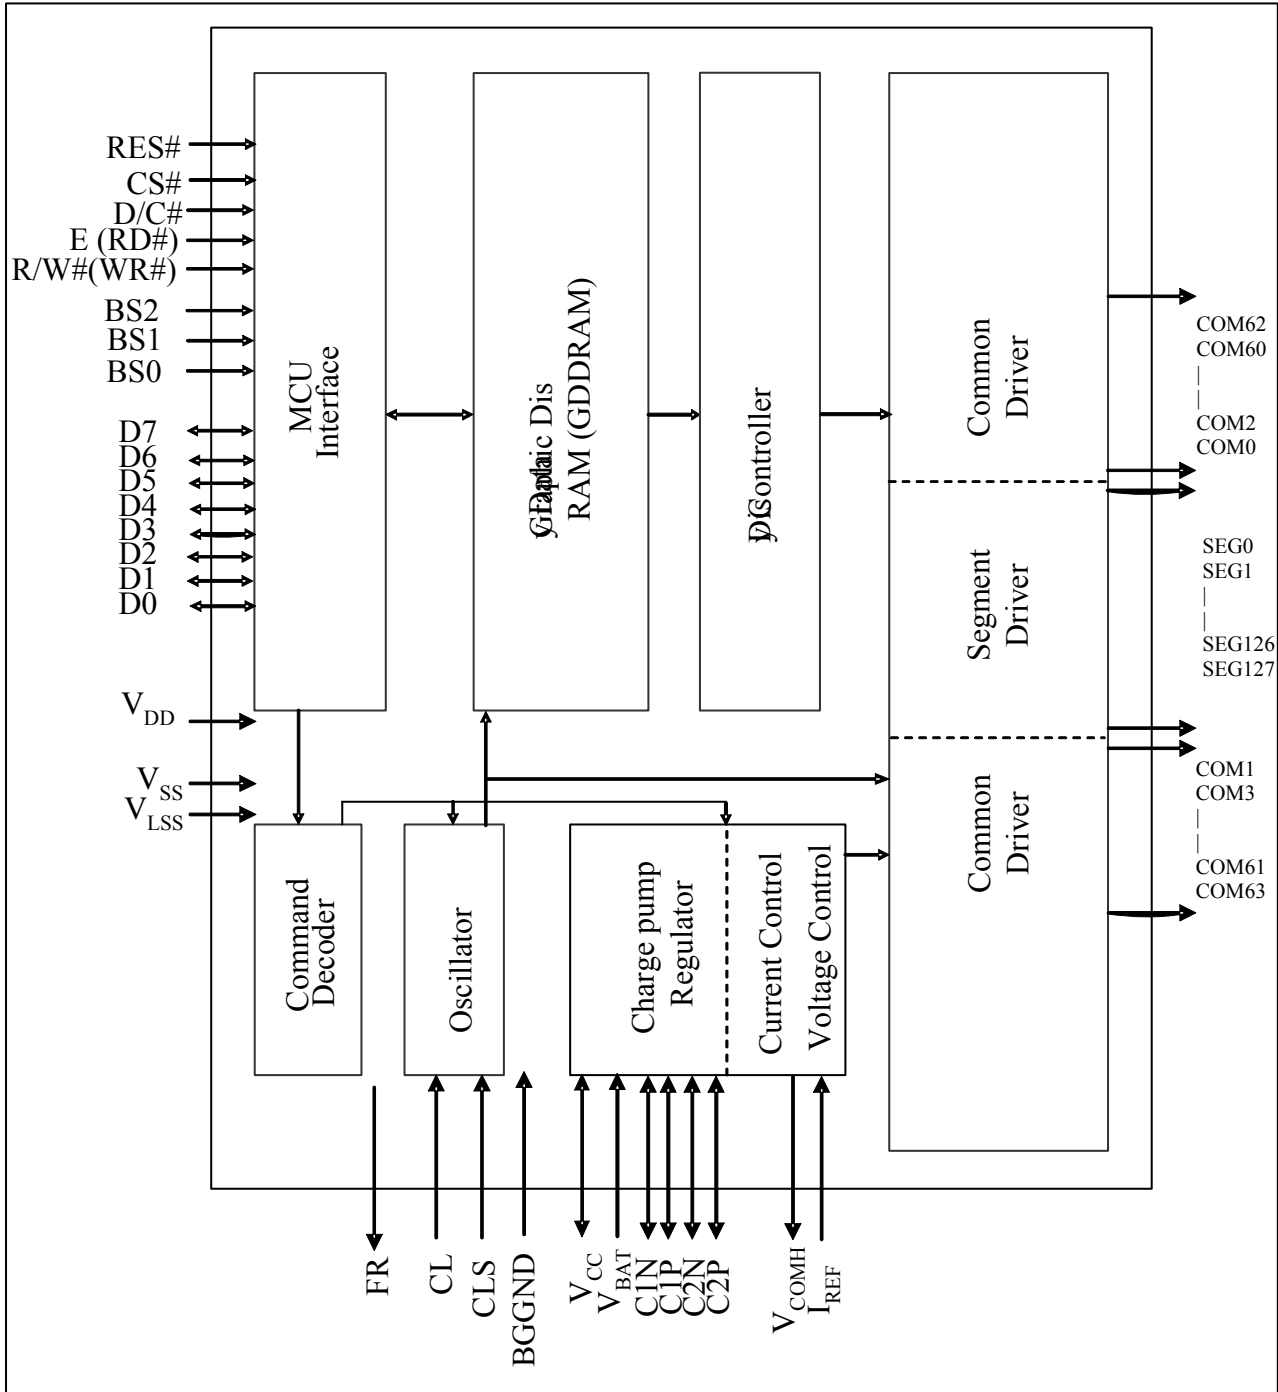 RES#
CS#
D/C#
E (RD#)
R/W#(WR#)
BS2
BS1
BS0
D7
D6
D5
D4
D3
D2
D1
D0
VDD
VSS
VLSS
MCU
Interface
RAM (GDDRAM)
Common
Driver
Segment
Driver
Common
Driver
COM62
COM60
|
|
COM2
COM0
SEG0
SEG1
|
|
SEG126
SEG127
COM1
COM3
|
|
COM61
COM63
Command
Decoder
Oscillator
Charge pump
Regulator
Current Control
Voltage Control
FR
CL
CLS
BGGND
VCC
VBAT
C1N
C1P
C2N
C2P
VCOMH
IREF